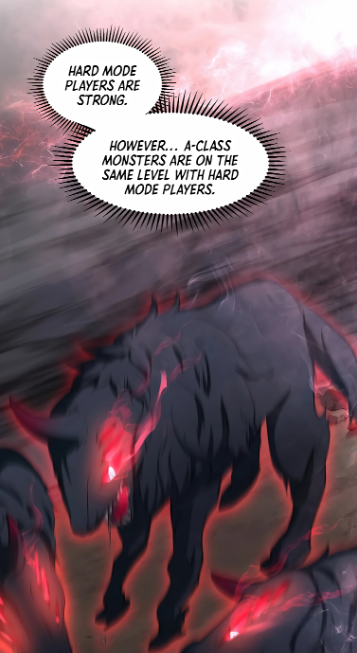 HARD MODE
PLAYERS ARE
STRONG.
HOWEVER... A-CLASS
MONSTERS ARE ON THE
SAME LEVEL WITH HARD
MODE PLAYERS.